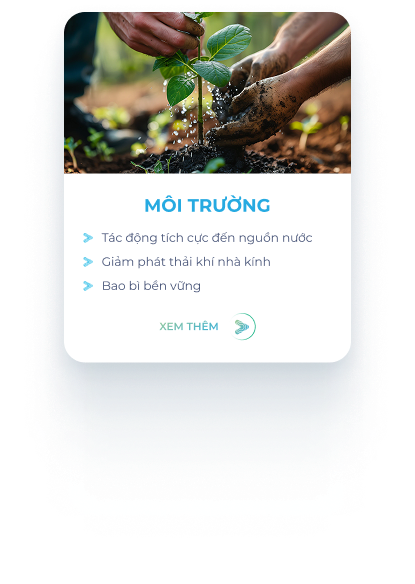 MÔI TRƯỜNG
Tác động tích cực đến nguồn nước
Giảm phát thải khí nhà kính
Bao bì bền vững
XEM THÊM